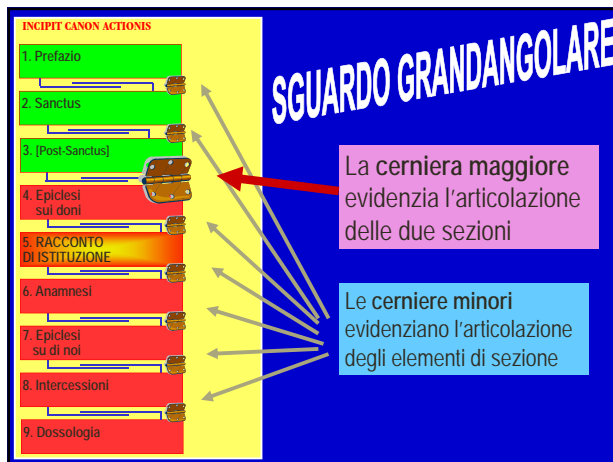 INCIPIT CANON ACTIONIS
1. Prefazio
2. Sanctus
3. [Post-Sanctus]
4. Epiclesi
sui doni
5. RACCONTO
DI ISTITUZIONE
6. Anamnesi
7. Epiclesi
su di noi
8. Intercessioni
9. Dossologia
SGUARDO GRANDANGOLARE
La cerniera maggiore
evidenzia l'articolazione
delle due sezioni
Le cerniere minori
evidenziano l'articolazione
degli elementi di sezione